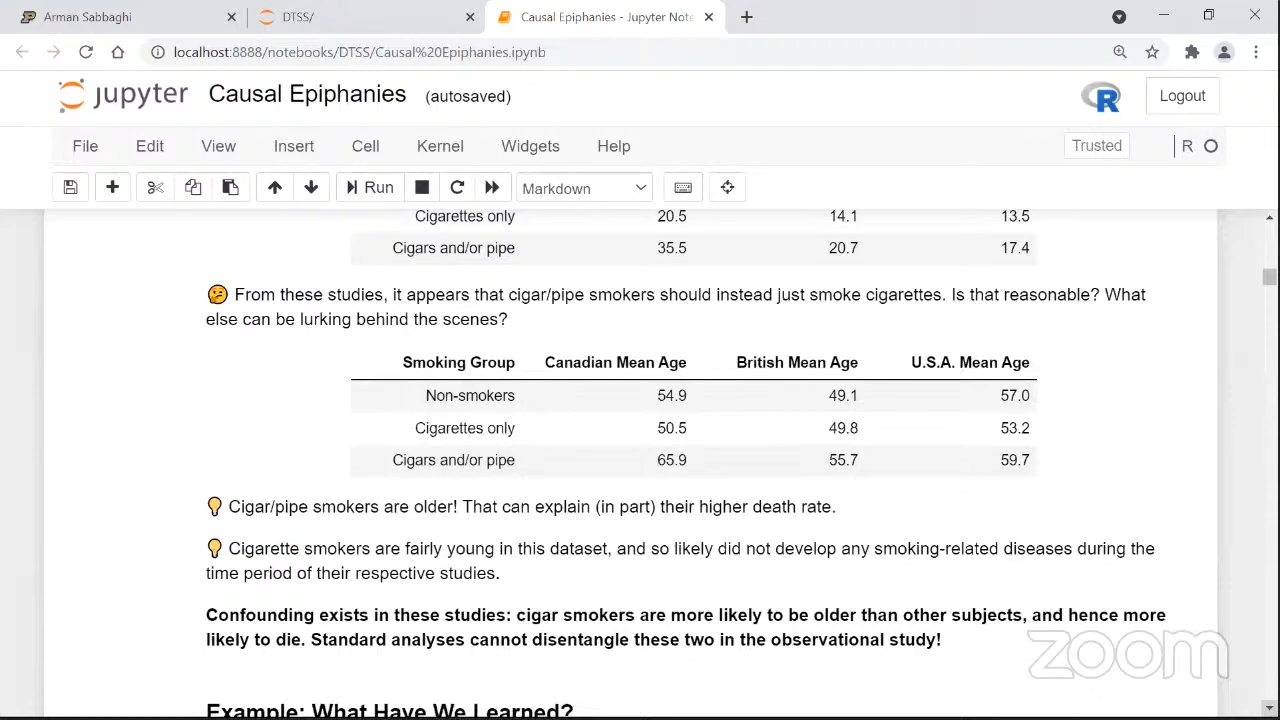 Arman Sabbaghi
DTSS/
Causal Epiphanies - Jupyter Note
localhost:8888/notebooks/DTSS/Causal%20Epiphanies.ipynb
jupyter Causal Epiphanies (autosaved)
R
Logout
File Edit View Insert Cell Kernel Widgets Help
Trusted
R
Run
Markdown
Cigarettes only 20.5 14.1 13.5
Cigars and/or pipe 35.5 20.7 17.4
From these studies, it appears that cigar/pipe smokers should instead just smoke cigarettes. Is that reasonable? What
else can be lurking behind the scenes?
Smoking Group Canadian Mean Age British Mean Age U.S.A. Mean Age
Non-smokers 54.9 49.1 57.0
Cigarettes only 50.5 49.8 53.2
Cigars and/or pipe 65.9 55.7 59.7
Cigar/pipe smokers are older! That can explain (in part) their higher death rate.
Cigarette smokers are fairly young in this dataset, and so likely did not develop any smoking-related diseases during the
time period of their respective studies.
Confounding exists in these studies: cigar smokers are more likely to be older than other subjects, and hence more
likely to die. Standard analyses cannot disentangle these two in the observational study!
zoom
Example: What Have We Learned?